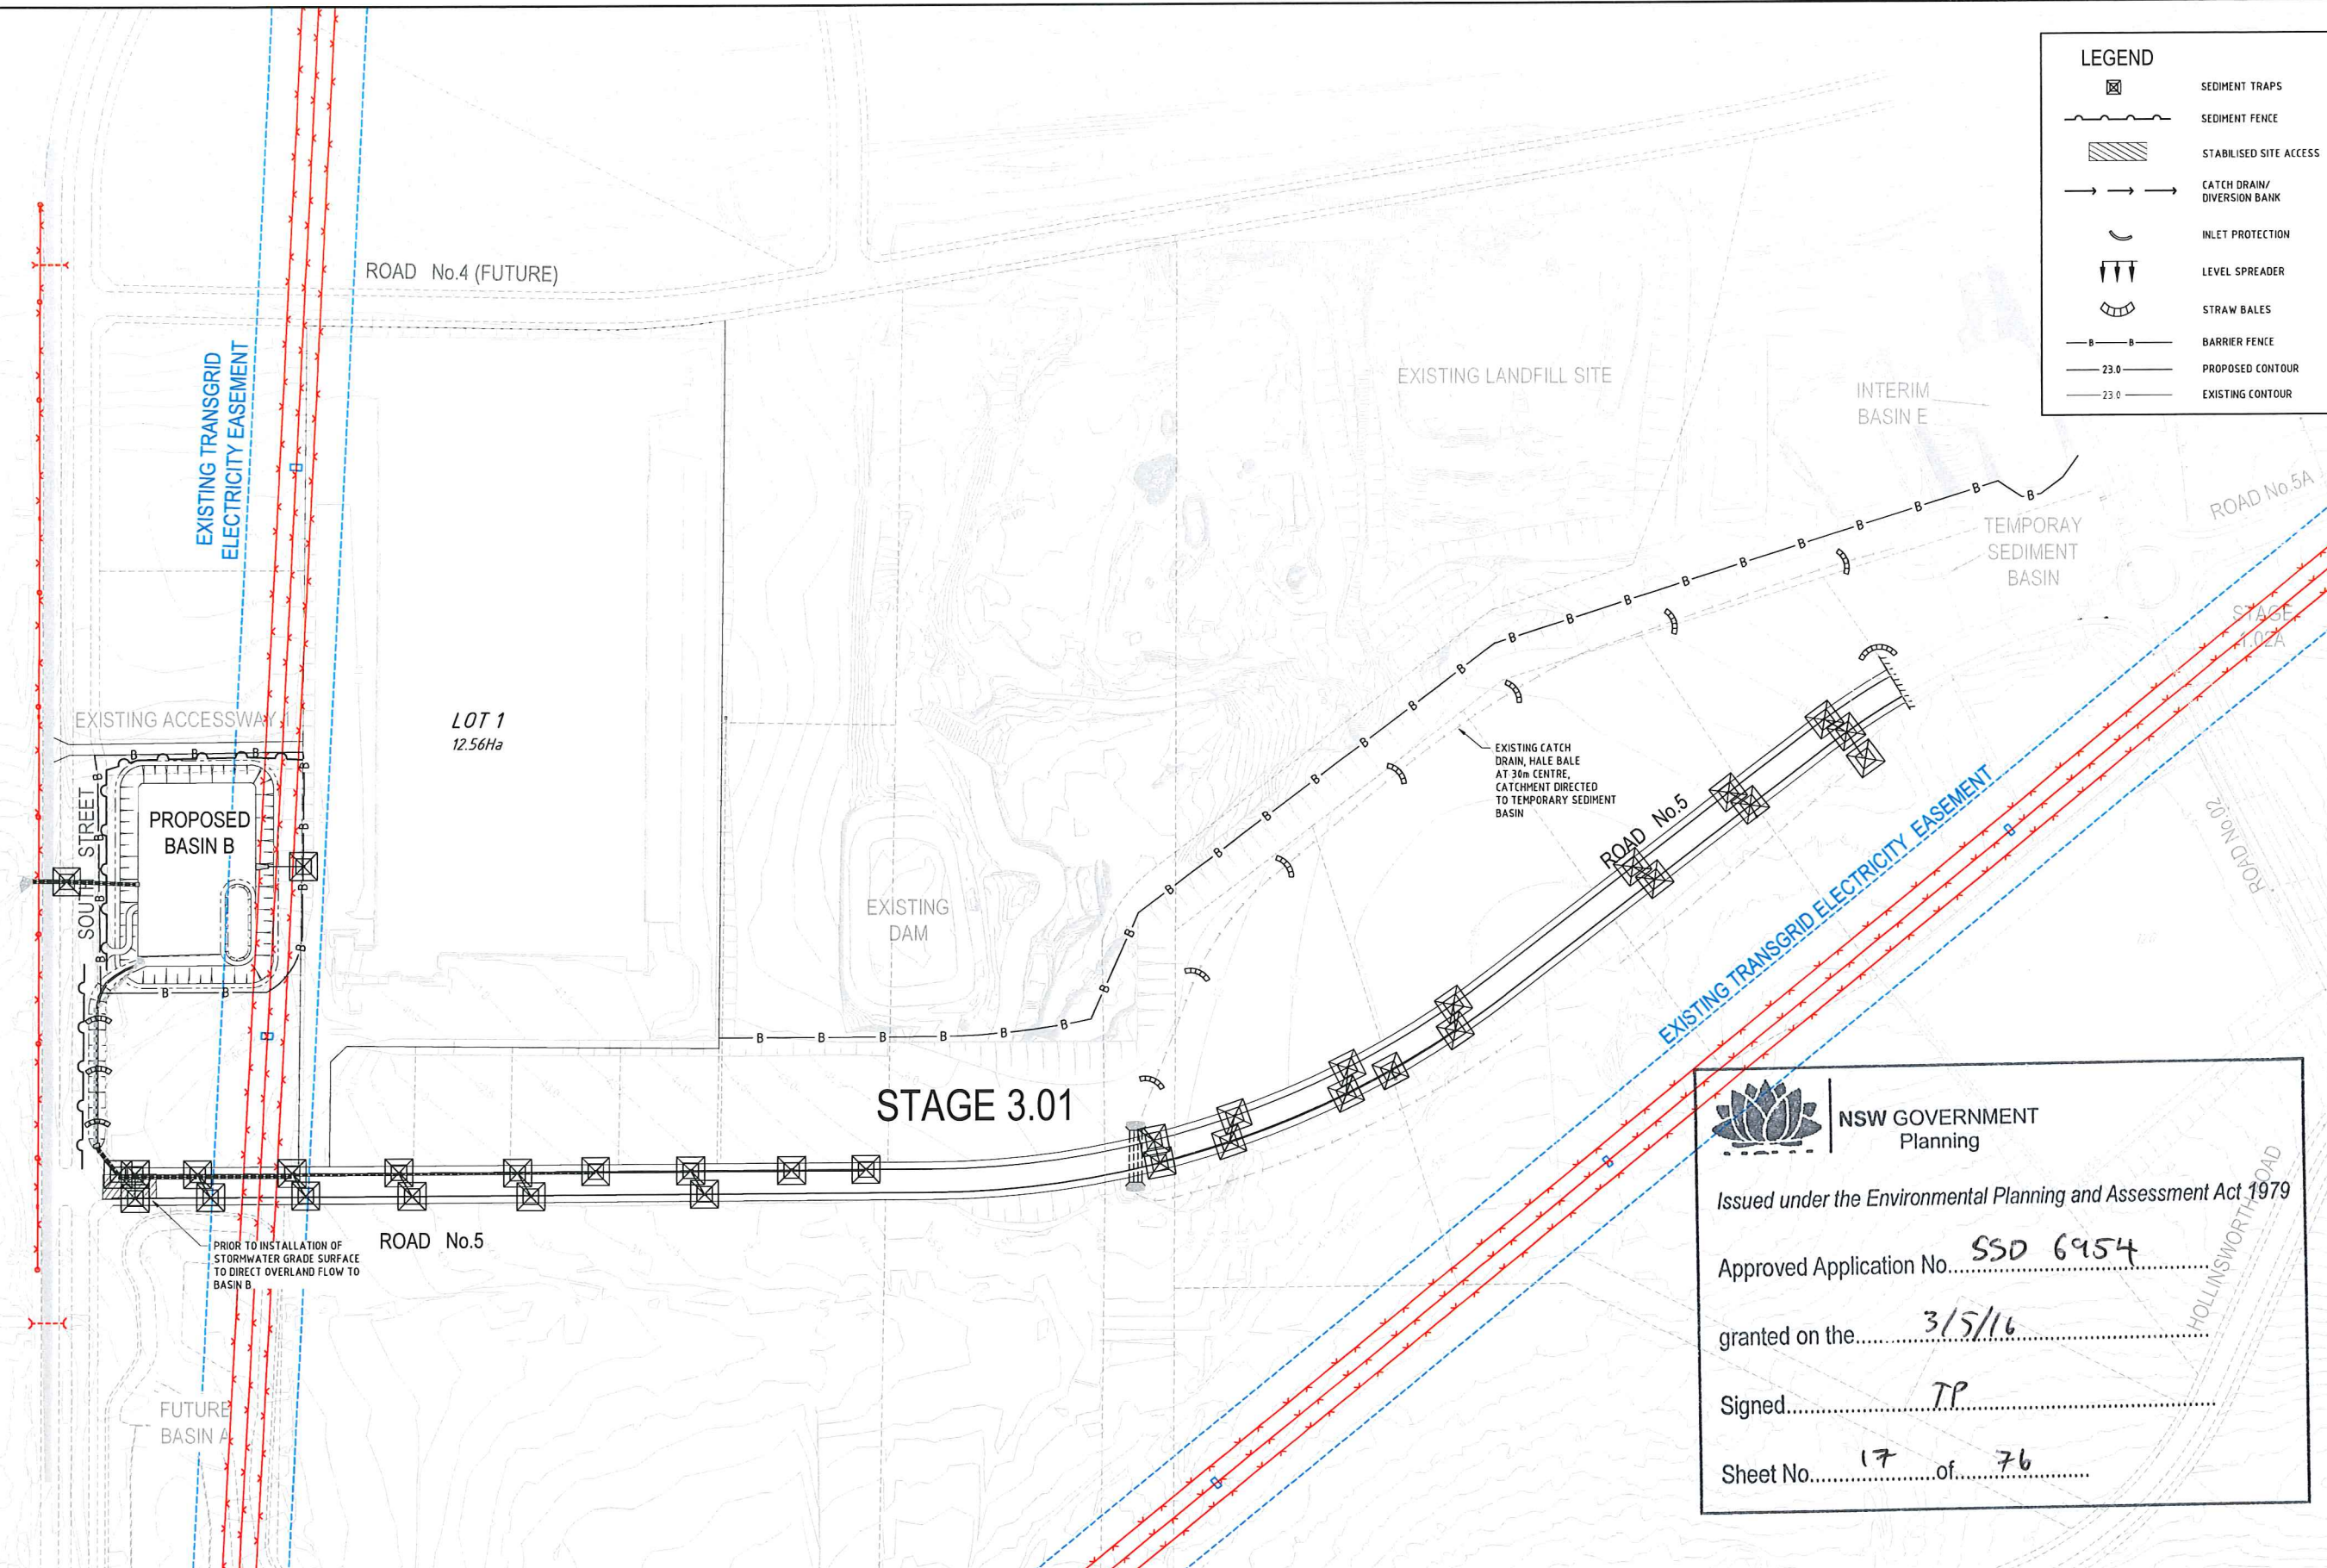 LEGEND
SEDIMENT TRAPS
SEDIMENT FENCE
STABILISED SITE ACCESS
CATCH DRAIN/
DIVERSION BANK
INLET PROTECTION
LEVEL SPREADER
STRAW BALES
B B BARRIER FENCE
23.0 PROPOSED CONTOUR
23.0 EXISTING CONTOUR
ROAD No.4 (FUTURE)
EXISTING TRANSGRID
ELECTRICITY EASEMENT
EXISTING LANDFILL SITE
INTERIM
BASIN E
ROAD No.5A
TEMPORAY
SEDIMENT
BASIN
STAGE
1.02A
EXISTING ACCESSWAY 1
LOT 1
12.56Ha
EXISTING CATCH
DRAIN, HALE BALE
AT 30m CENTRE,
CATCHMENT DIRECTED
TO TEMPORARY SEDIMENT
BASIN
PROPOSED
BASIN B
SOUTH STREET
ROAD No.5
ROAD No.02
EXISTING
DAM
EXISTING TRANSGRID ELECTRICITY EASEMENT
STAGE 3.01
ROAD No.5
PRIOR TO INSTALLATION OF
STORMWATER GRADE SURFACE
TO DIRECT OVERLAND FLOW TO
BASIN B
FUTURE
BASIN A
HOLLINSWORTH ROAD
NSW GOVERNMENT
Planning
Issued under the Environmental Planning and Assessment Act 1979
Approved Application No. SSD 6954
granted on the 3/5/16
Signed TP
Sheet No. 17 of 76